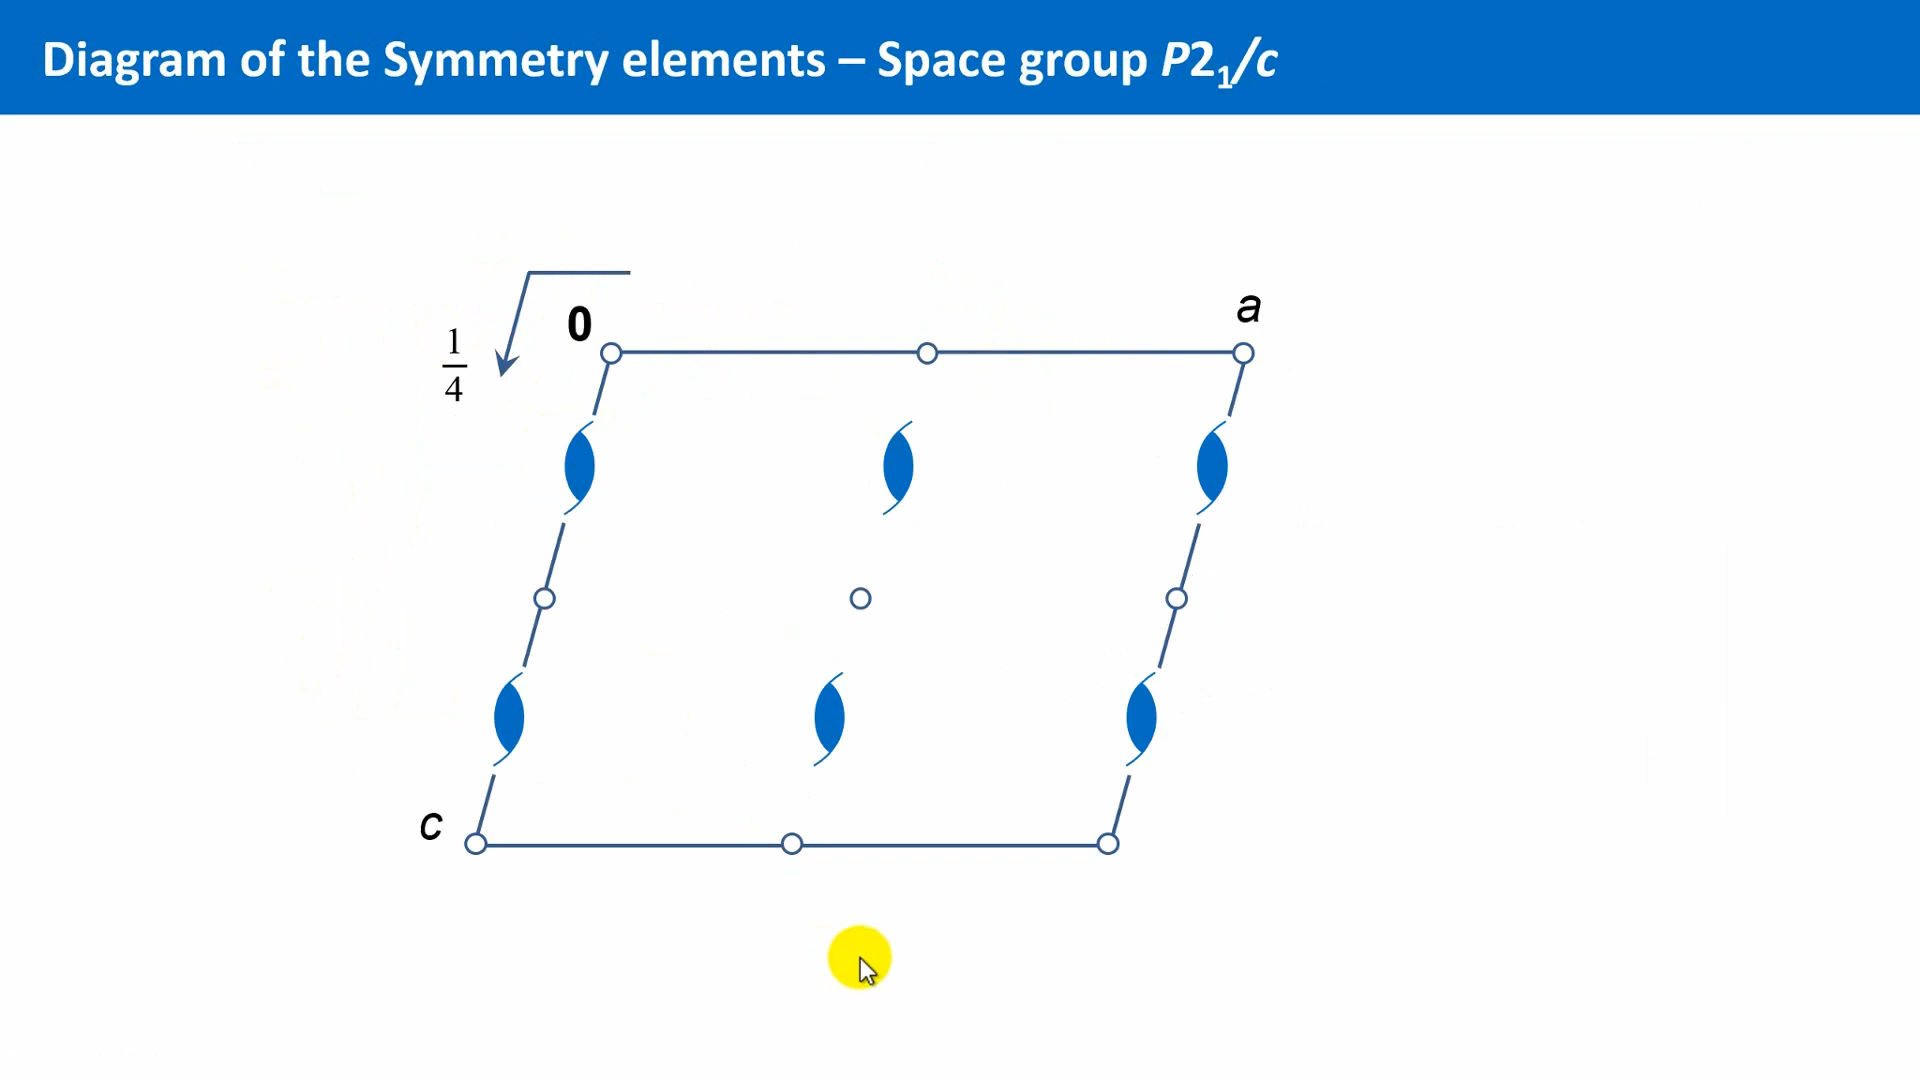 Diagram of the Symmetry elements – Space group P2₁/c
0
a
1
4
c